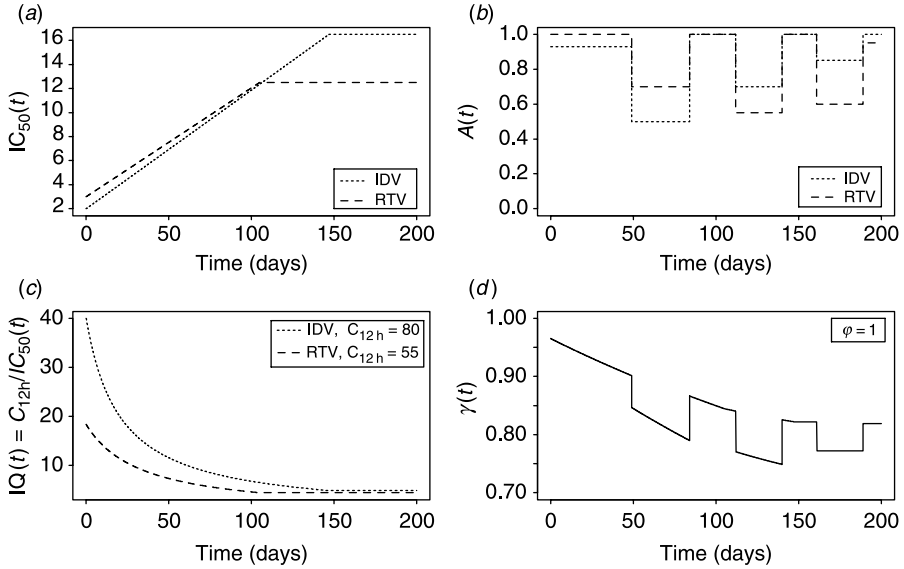 (a)
IC50(t)
16
14
12
10
8
6
4
2
IDV
RTV
0 50 100 150 200
Time (days)
(b)
A(t)
1.0
0.8
0.6
0.4
0.2
0.0
IDV
RTV
0 50 100 150 200
Time (days)
(c)
IQ(t) = C12h/IC50(t)
40
30
20
10
IDV, C12 h = 80
RTV, C12 h = 55
0 50 100 150 200
Time (days)
(d)
γ(t)
1.00
0.90
0.80
0.70
φ = 1
0 50 100 150 200
Time (days)